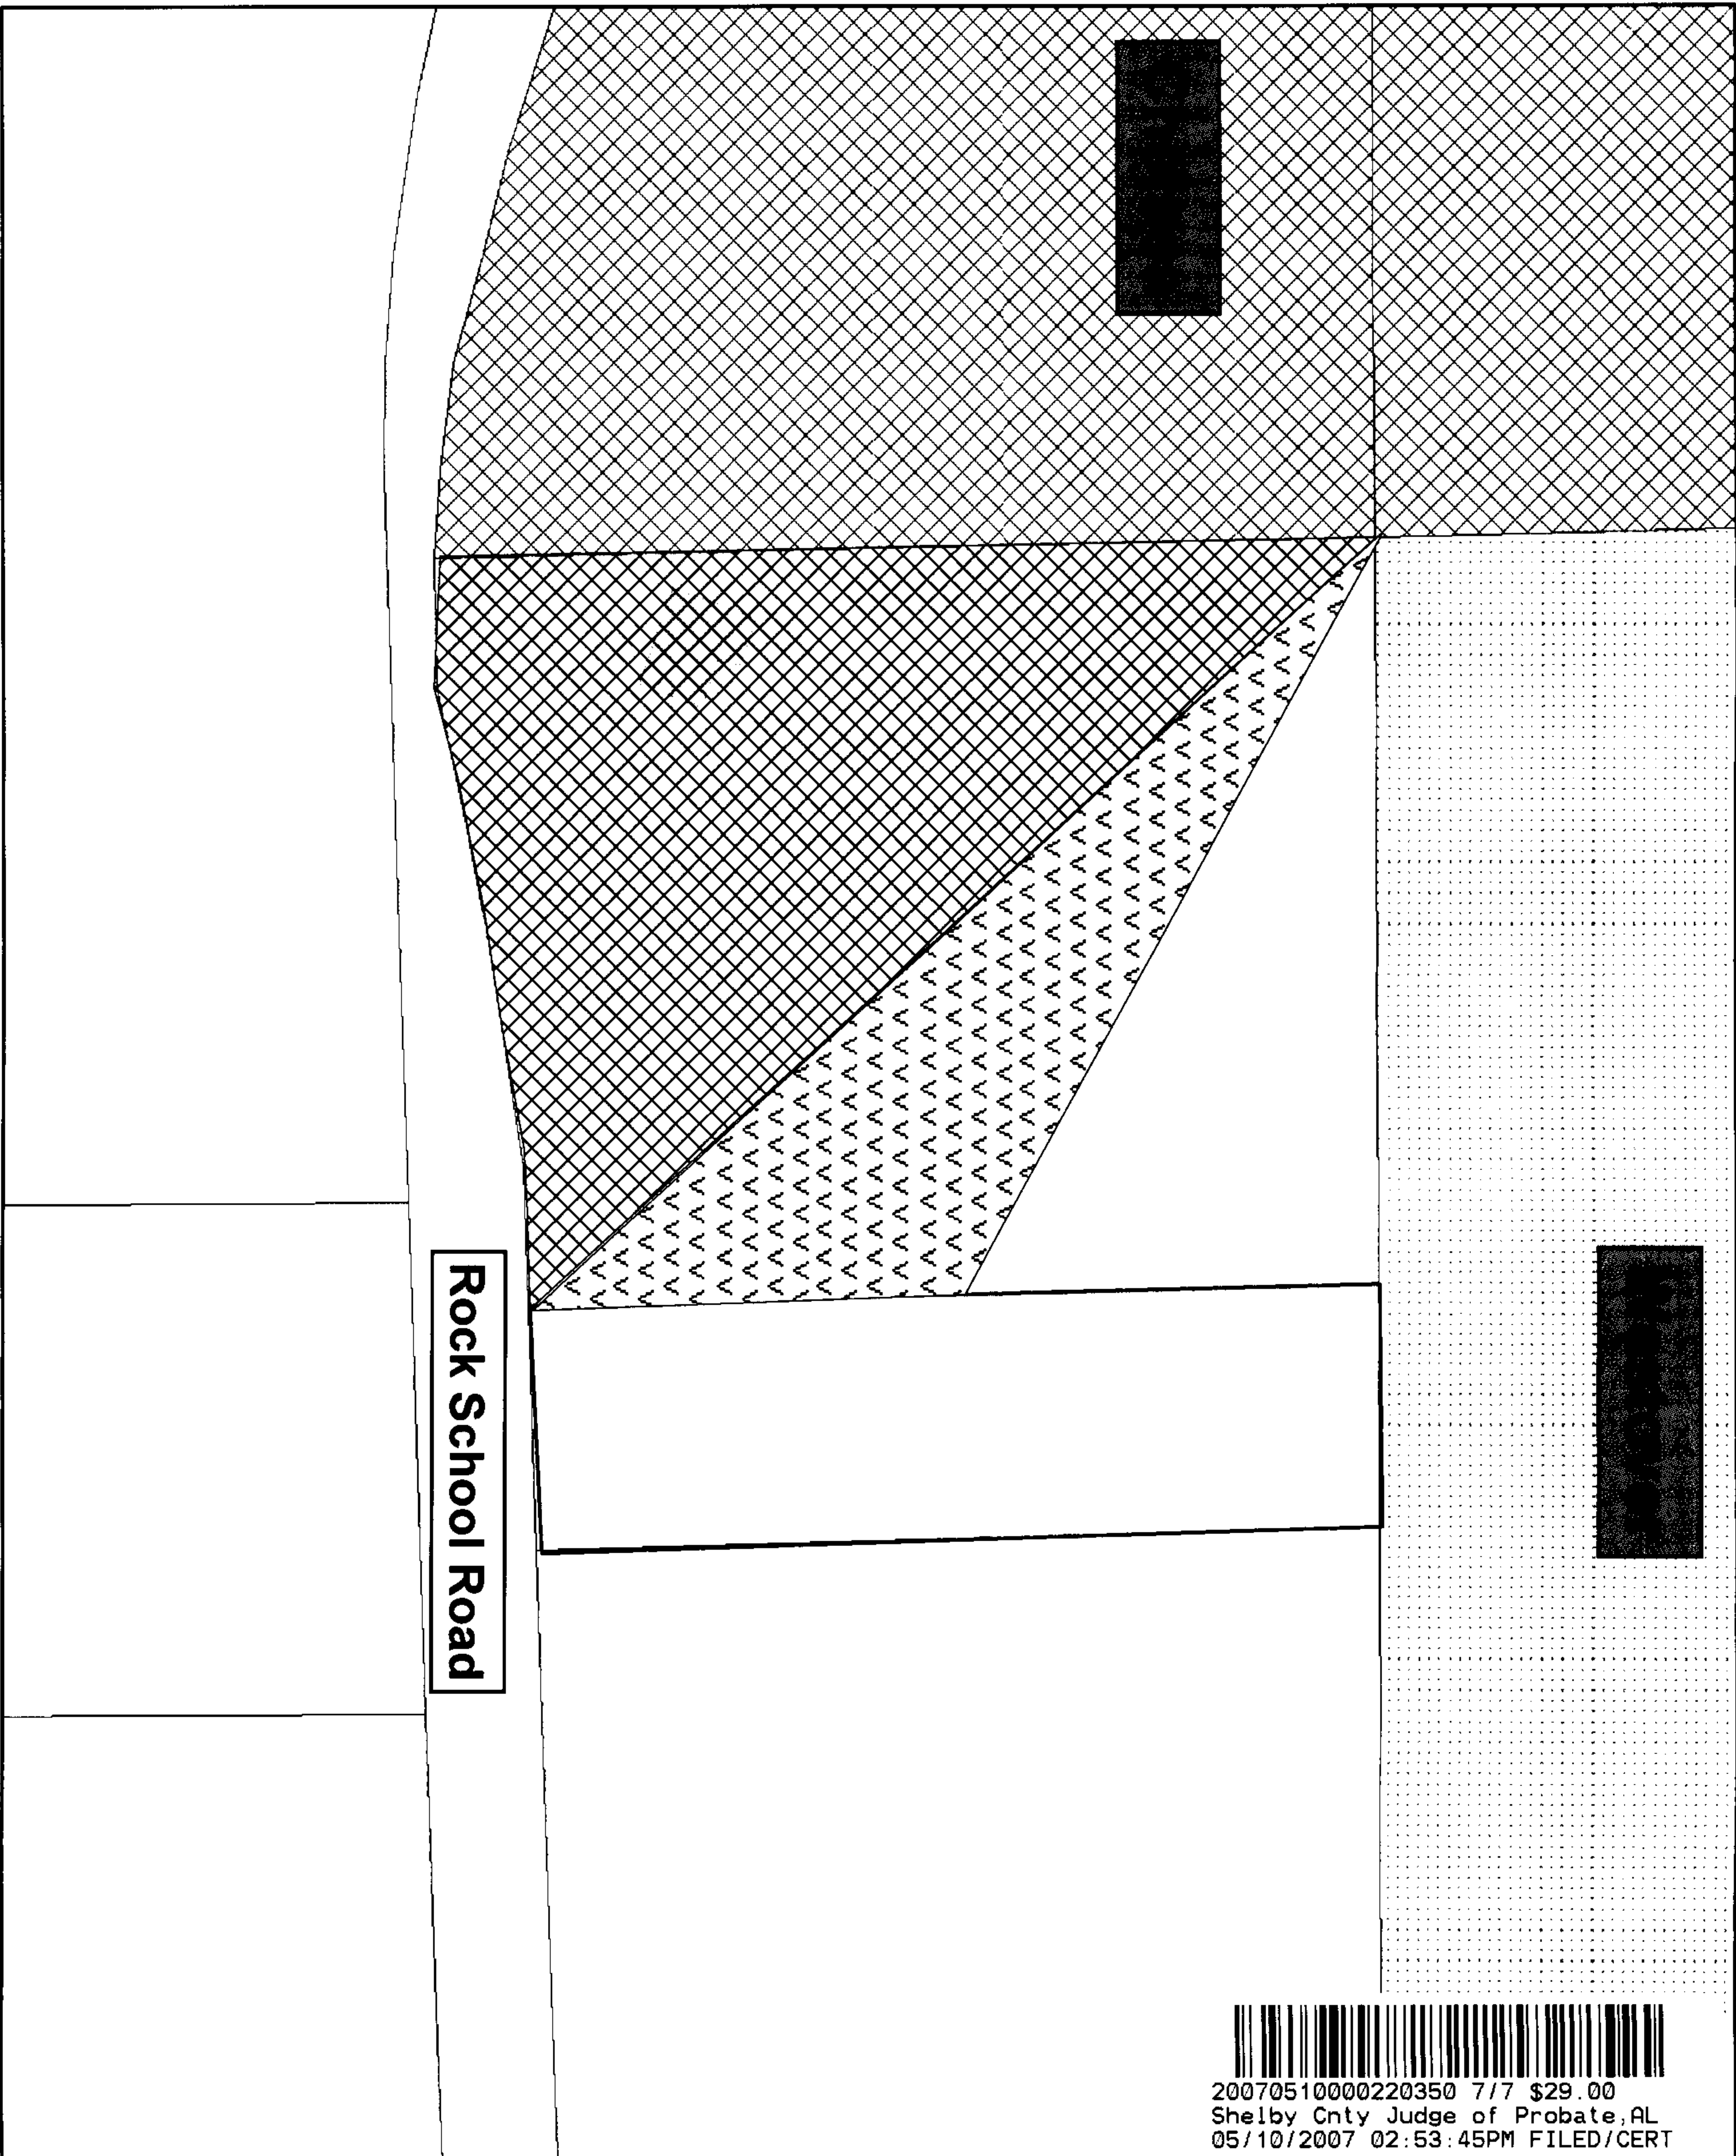 Rock School Road
20070510000220350 7/7 $29.00
Shelby Cnty Judge of Probate,AL
05/10/2007 02:53:45PM FILED/CERT